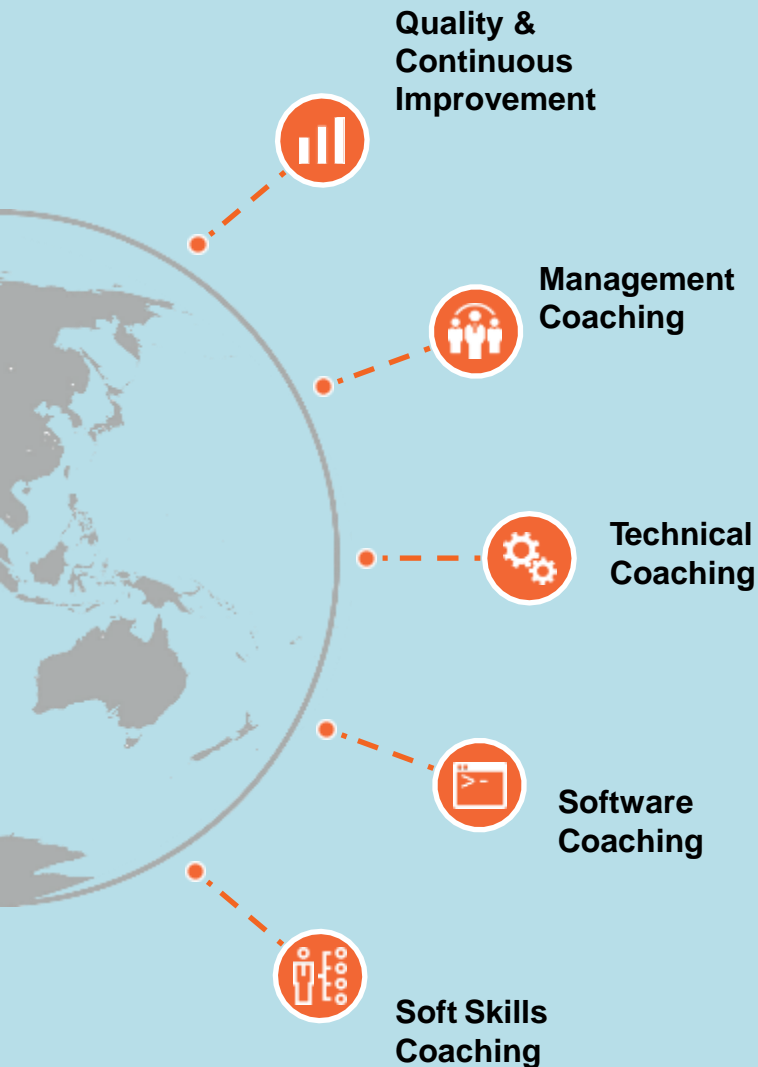 Quality &
Continuous
Improvement
Management
Coaching
Technical
Coaching
>-
Software
Coaching
Soft Skills
Coaching